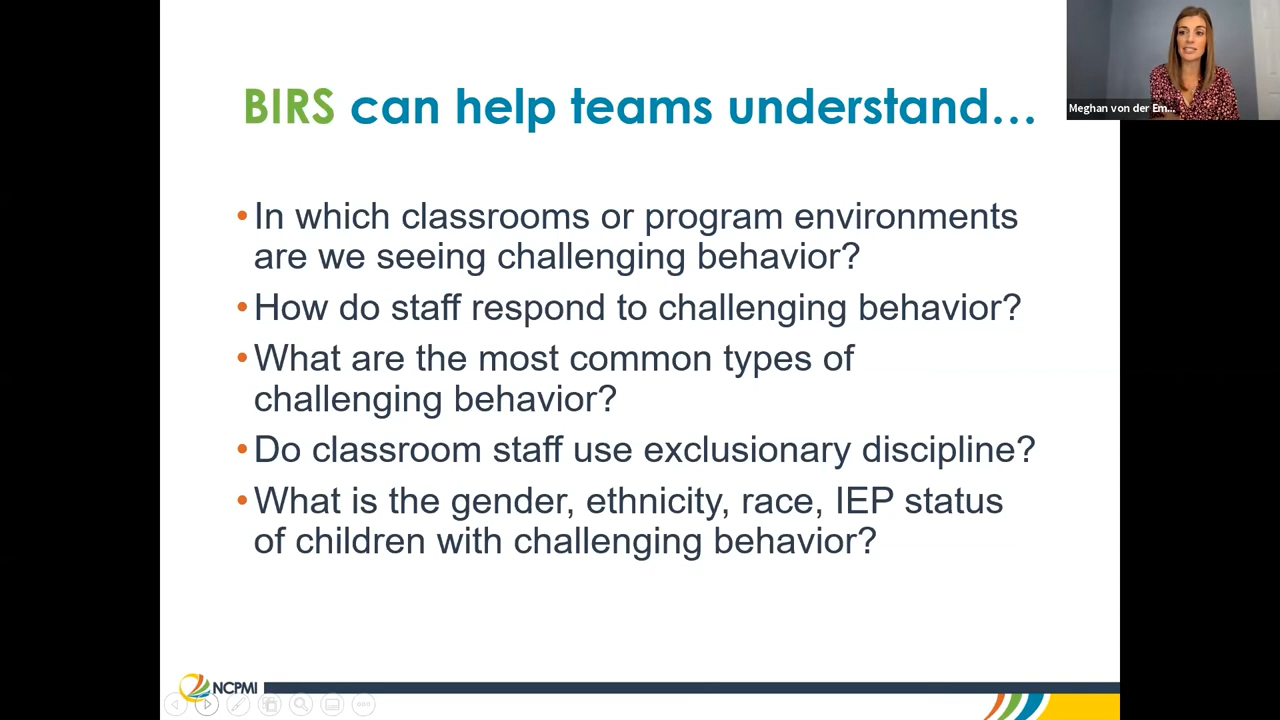 BIRS can help teams understand...
Meghan von der Em...
•In which classrooms or program environments
are we seeing challenging behavior?
•How do staff respond to challenging behavior?
•What are the most common types of
challenging behavior?
•Do classroom staff use exclusionary discipline?
•What is the gender, ethnicity, race, IEP status
of children with challenging behavior?
NCPMI